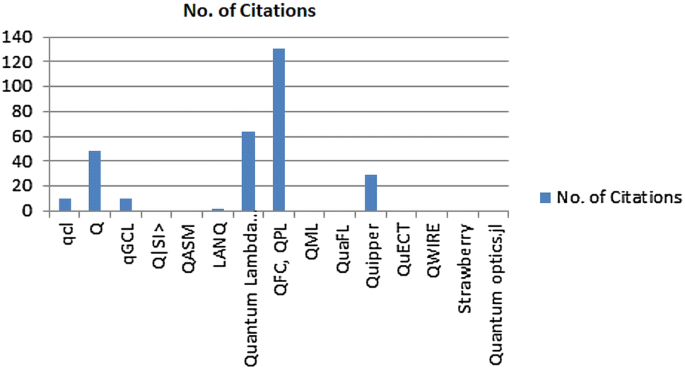 No. of Citations
140
120
100
80
60
40
20
0
qcl
Q
qGCL
Q|SI>
QASM
LANQ
Quantum Lambda..
QFC, QPL
QML
QuaFL
Quipper
QuECT
QWIRE
Strawberry
Quantum optics.jl
No. of Citations